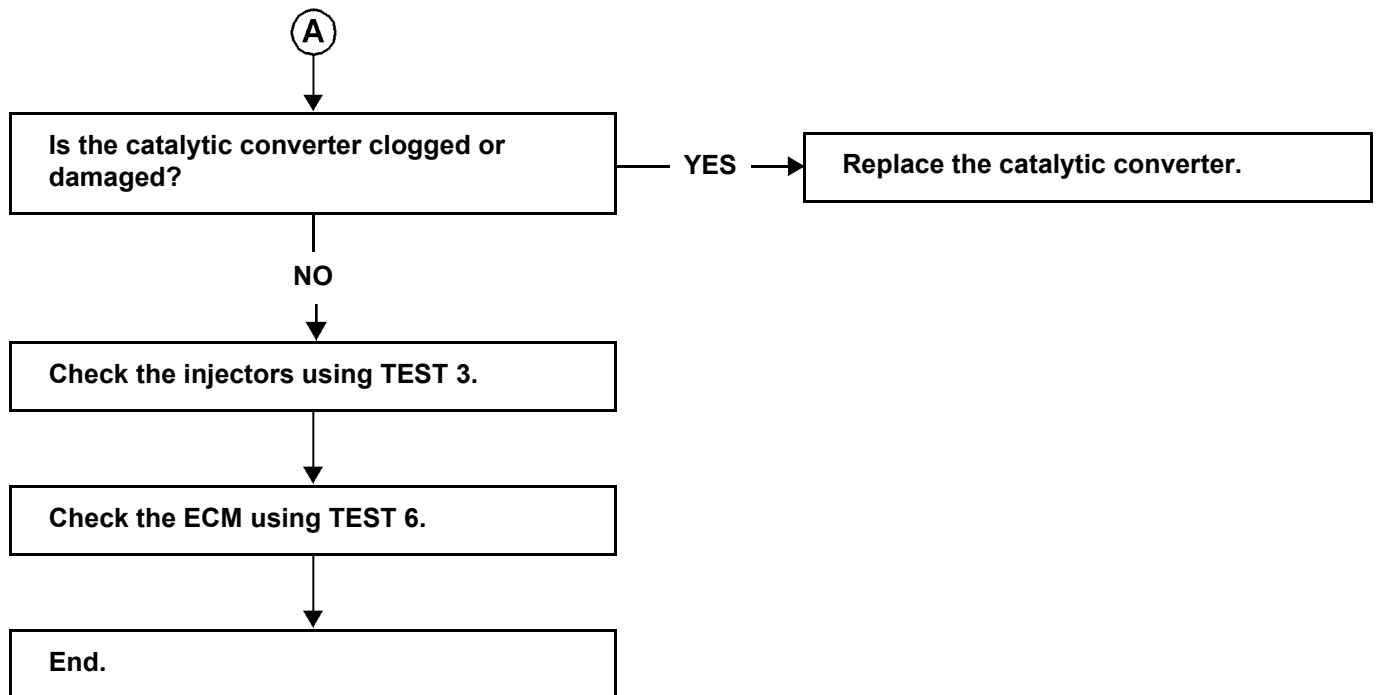 A
Is the catalytic converter clogged or
damaged?
YES
Replace the catalytic converter.
NO
Check the injectors using TEST 3.
Check the ECM using TEST 6.
End.